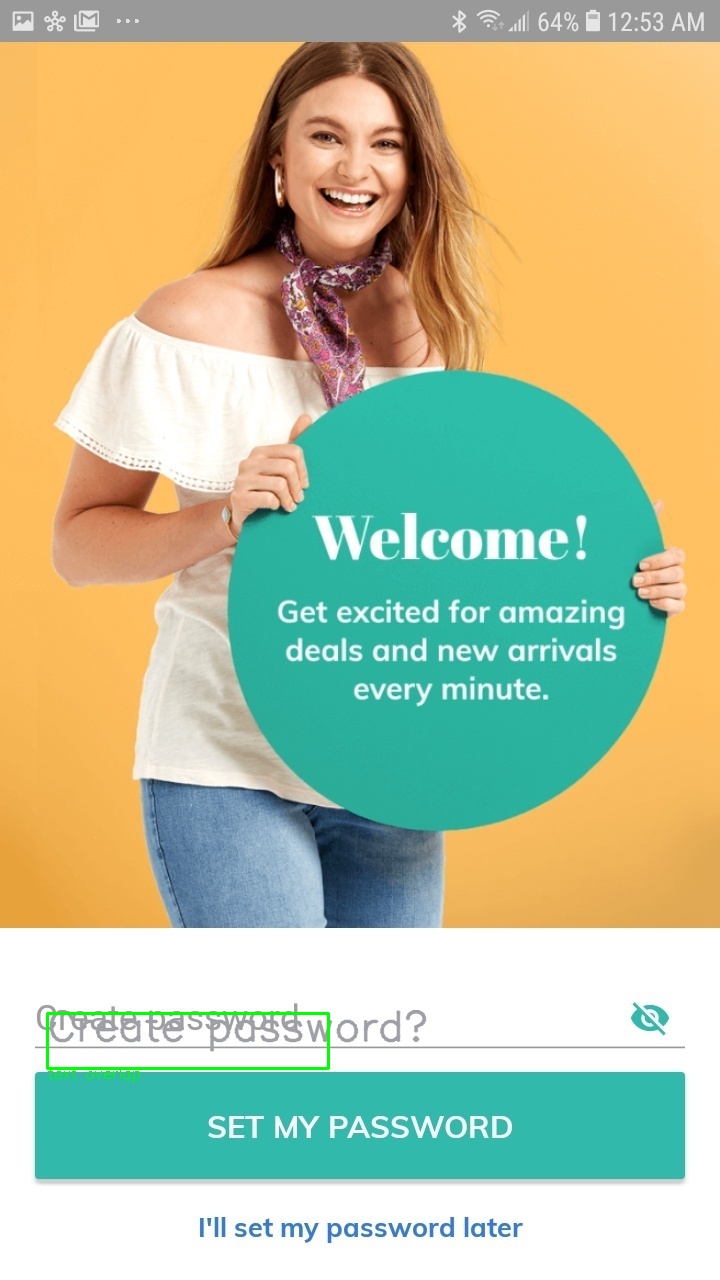 64% 12:53 AM
Welcome!
Get excited for amazing
deals and new arrivals
every minute.
Create password
Create password?
text overlap
SET MY PASSWORD
I'll set my password later